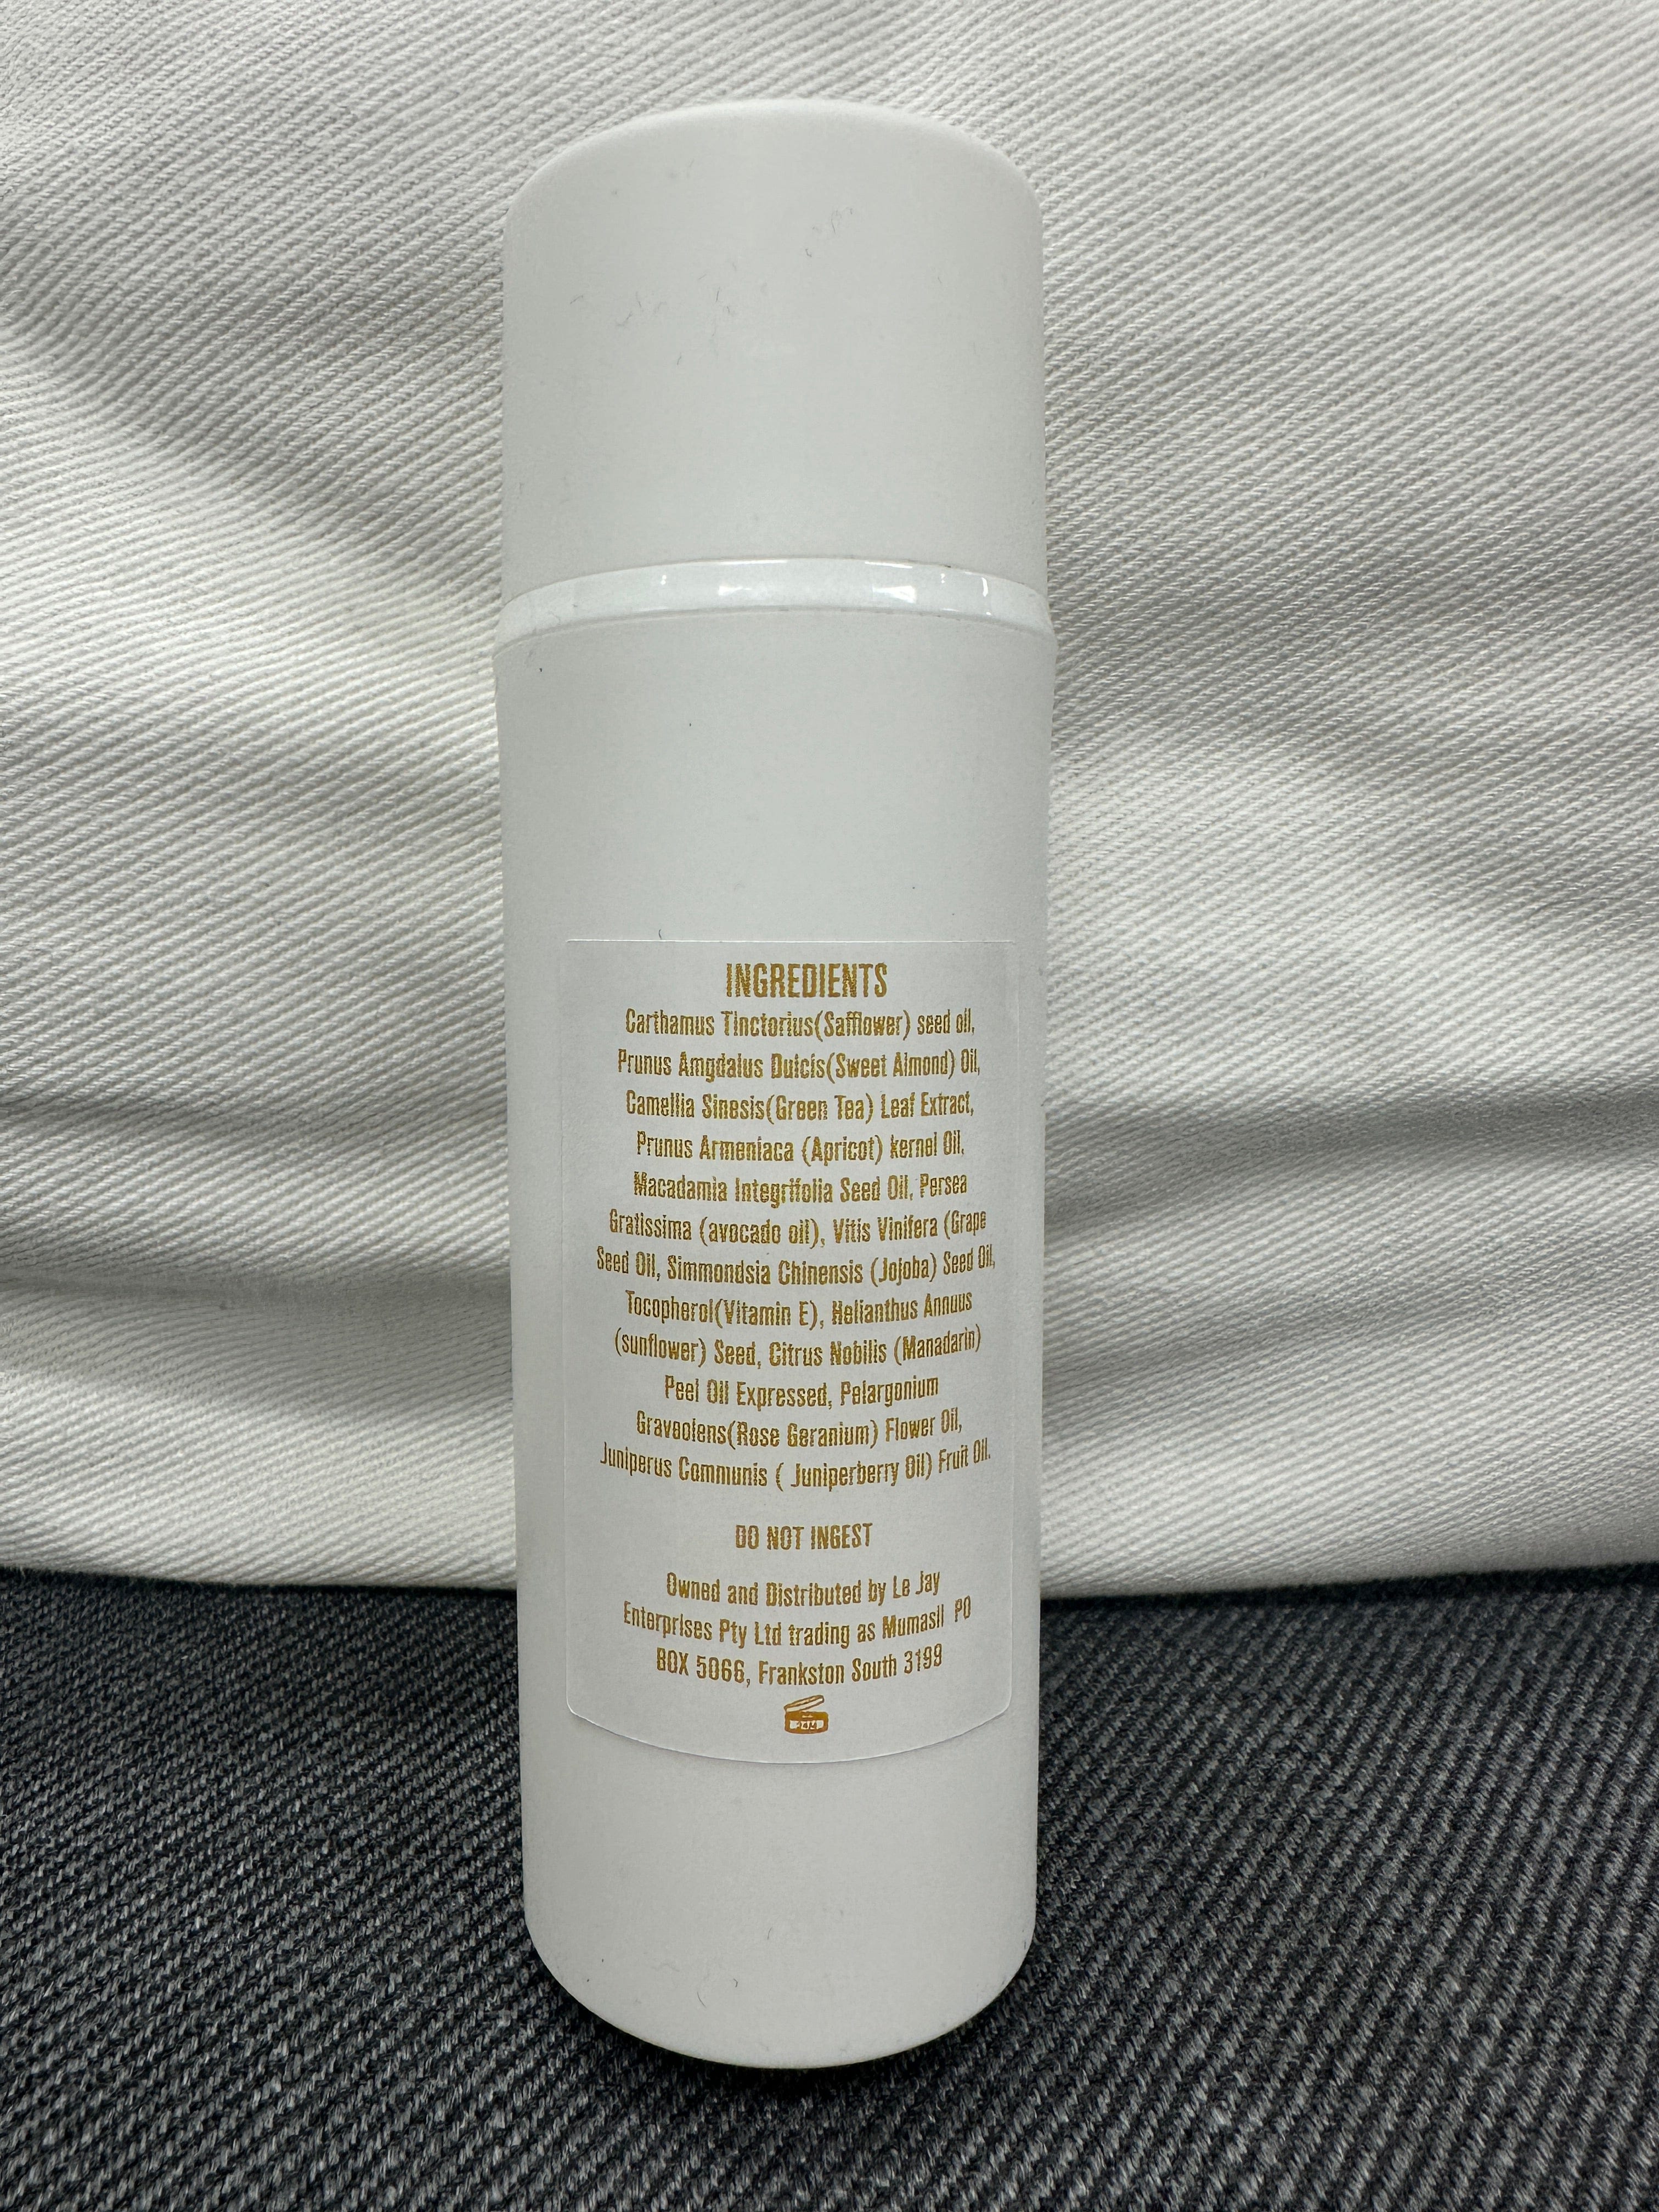 INGREDIENTS
Carthamus Tinctorius(Safflower) seed oil,
Prunus Amgdalus Dulcis(Sweet Almond) Oil,
Camellia Sinesis(Green Tea) Leaf Extract,
Prunus Armeniaca (Apricot) kernel Oil,
Macadamia Integrifolia Seed Oil, Persea
Gratissima (avocado oil), Vitis Vinifera (Grape
Seed Oil, Simmondsia Chinensis (Jojoba) Seed Oil,
Tocopherol(Vitamin E), Helianthus Annuus
(sunflower) Seed, Citrus Nobilis (Manadarin)
Peel Oil Expressed, Pelargonium
Graveolens(Rose Geranium) Flower Oil,
Juniperus Communis ( Juniperberry Oil) Fruit Oil.
DO NOT INGEST
Owned and Distributed by Le Jay
Enterprises Pty Ltd trading as Mumasil PO
BOX 5066, Frankston South 3199
24M